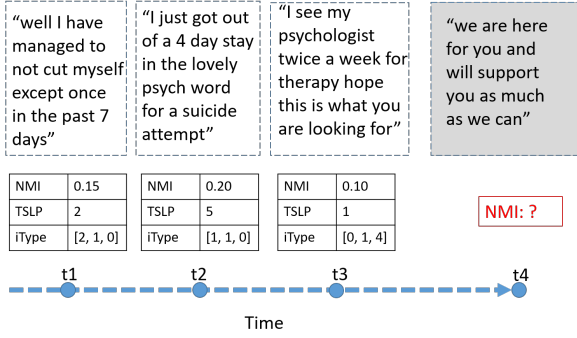 “well I have
managed to
not cut myself
except once
in the past 7
days”
“I just got out
of a 4 day stay
in the lovely
psych word
for a suicide
attempt”
“I see my
psychologist
twice a week for
therapy hope
this is what you
are looking for”
“we are here
for you and
will support
you as much
as we can”
NMI 0.15
TSLP 2
iType [2, 1, 0]
NMI 0.20
TSLP 5
iType [1, 1, 0]
NMI 0.10
TSLP 1
iType [0, 1, 4]
NMI: ?
t1 t2 t3 t4
Time